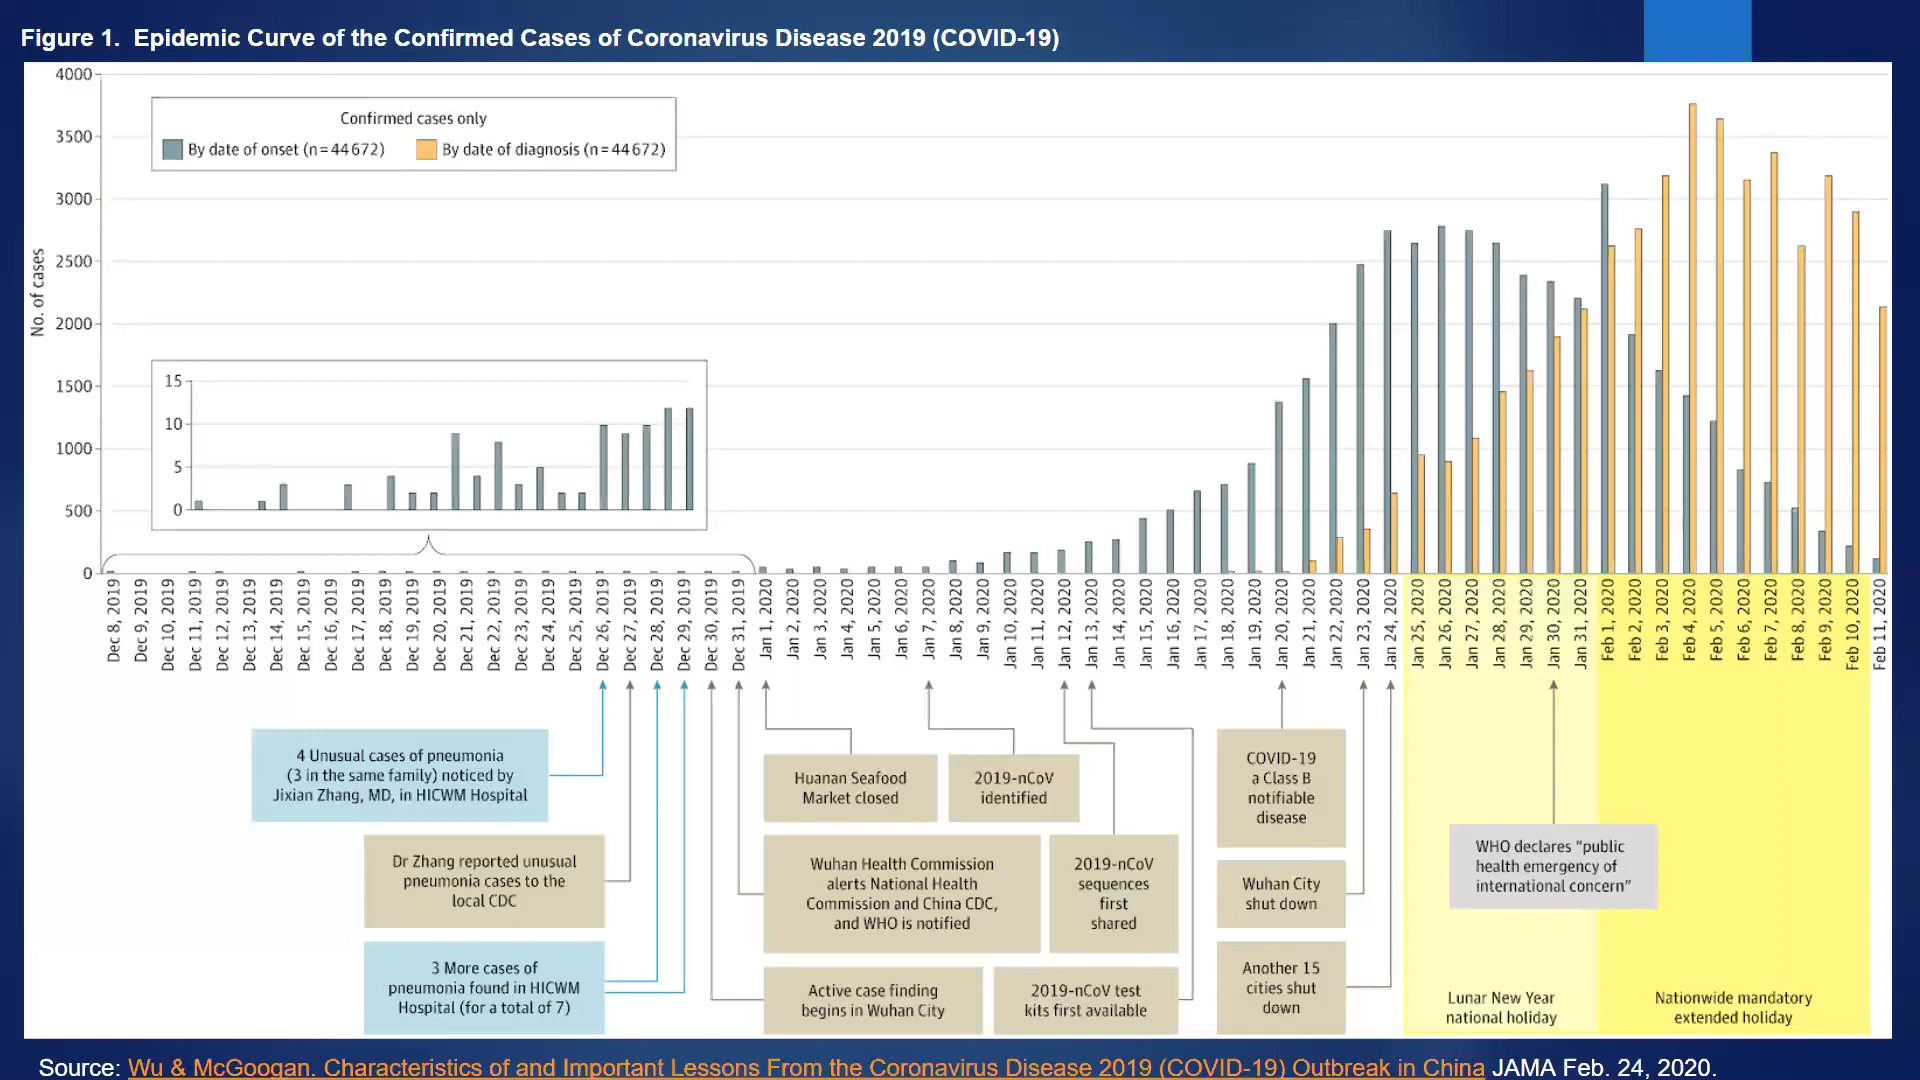 Figure 1.  Epidemic Curve of the Confirmed Cases of Coronavirus Disease 2019 (COVID-19)
4000
3500
3000
2500
2000
1500
1000
500
0
No. of cases
Confirmed cases only
By date of onset (n=44672)
By date of diagnosis (n=44672)
15
10
5
0
Dec 8, 2019
Dec 9, 2019
Dec 10, 2019
Dec 11, 2019
Dec 12, 2019
Dec 13, 2019
Dec 14, 2019
Dec 15, 2019
Dec 16, 2019
Dec 17, 2019
Dec 18, 2019
Dec 19, 2019
Dec 20, 2019
Dec 21, 2019
Dec 22, 2019
Dec 23, 2019
Dec 24, 2019
Dec 25, 2019
Dec 26, 2019
Dec 27, 2019
Dec 28, 2019
Dec 29, 2019
Dec 30, 2019
Dec 31, 2019
Jan 1, 2020
Jan 2, 2020
Jan 3, 2020
Jan 4, 2020
Jan 5, 2020
Jan 6, 2020
Jan 7, 2020
Jan 8, 2020
Jan 9, 2020
Jan 10, 2020
Jan 11, 2020
Jan 12, 2020
Jan 13, 2020
Jan 14, 2020
Jan 15, 2020
Jan 16, 2020
Jan 17, 2020
Jan 18, 2020
Jan 19, 2020
Jan 20, 2020
Jan 21, 2020
Jan 22, 2020
Jan 23, 2020
Jan 24, 2020
Jan 25, 2020
Jan 26, 2020
Jan 27, 2020
Jan 28, 2020
Jan 29, 2020
Jan 30, 2020
Jan 31, 2020
Feb 1, 2020
Feb 2, 2020
Feb 3, 2020
Feb 4, 2020
Feb 5, 2020
Feb 6, 2020
Feb 7, 2020
Feb 8, 2020
Feb 9, 2020
Feb 10, 2020
Feb 11, 2020
4 Unusual cases of pneumonia
(3 in the same family) noticed by
Jixian Zhang, MD, in HICWM Hospital
Dr Zhang reported unusual
pneumonia cases to the
local CDC
3 More cases of
pneumonia found in HICWM
Hospital (for a total of 7)
Huanan Seafood
Market closed
2019-nCoV
identified
Wuhan Health Commission
alerts National Health
Commission and China CDC,
and WHO is notified
2019-nCoV
sequences
first
shared
Active case finding
begins in Wuhan City
2019-nCoV test
kits first available
COVID-19
a Class B
notifiable
disease
Wuhan City
shut down
Another 15
cities shut
down
WHO declares “public
health emergency of
international concern”
Lunar New Year
national holiday
Nationwide mandatory
extended holiday
Source: Wu & McGoogan. Characteristics of and Important Lessons From the Coronavirus Disease 2019 (COVID-19) Outbreak in China JAMA Feb. 24, 2020.